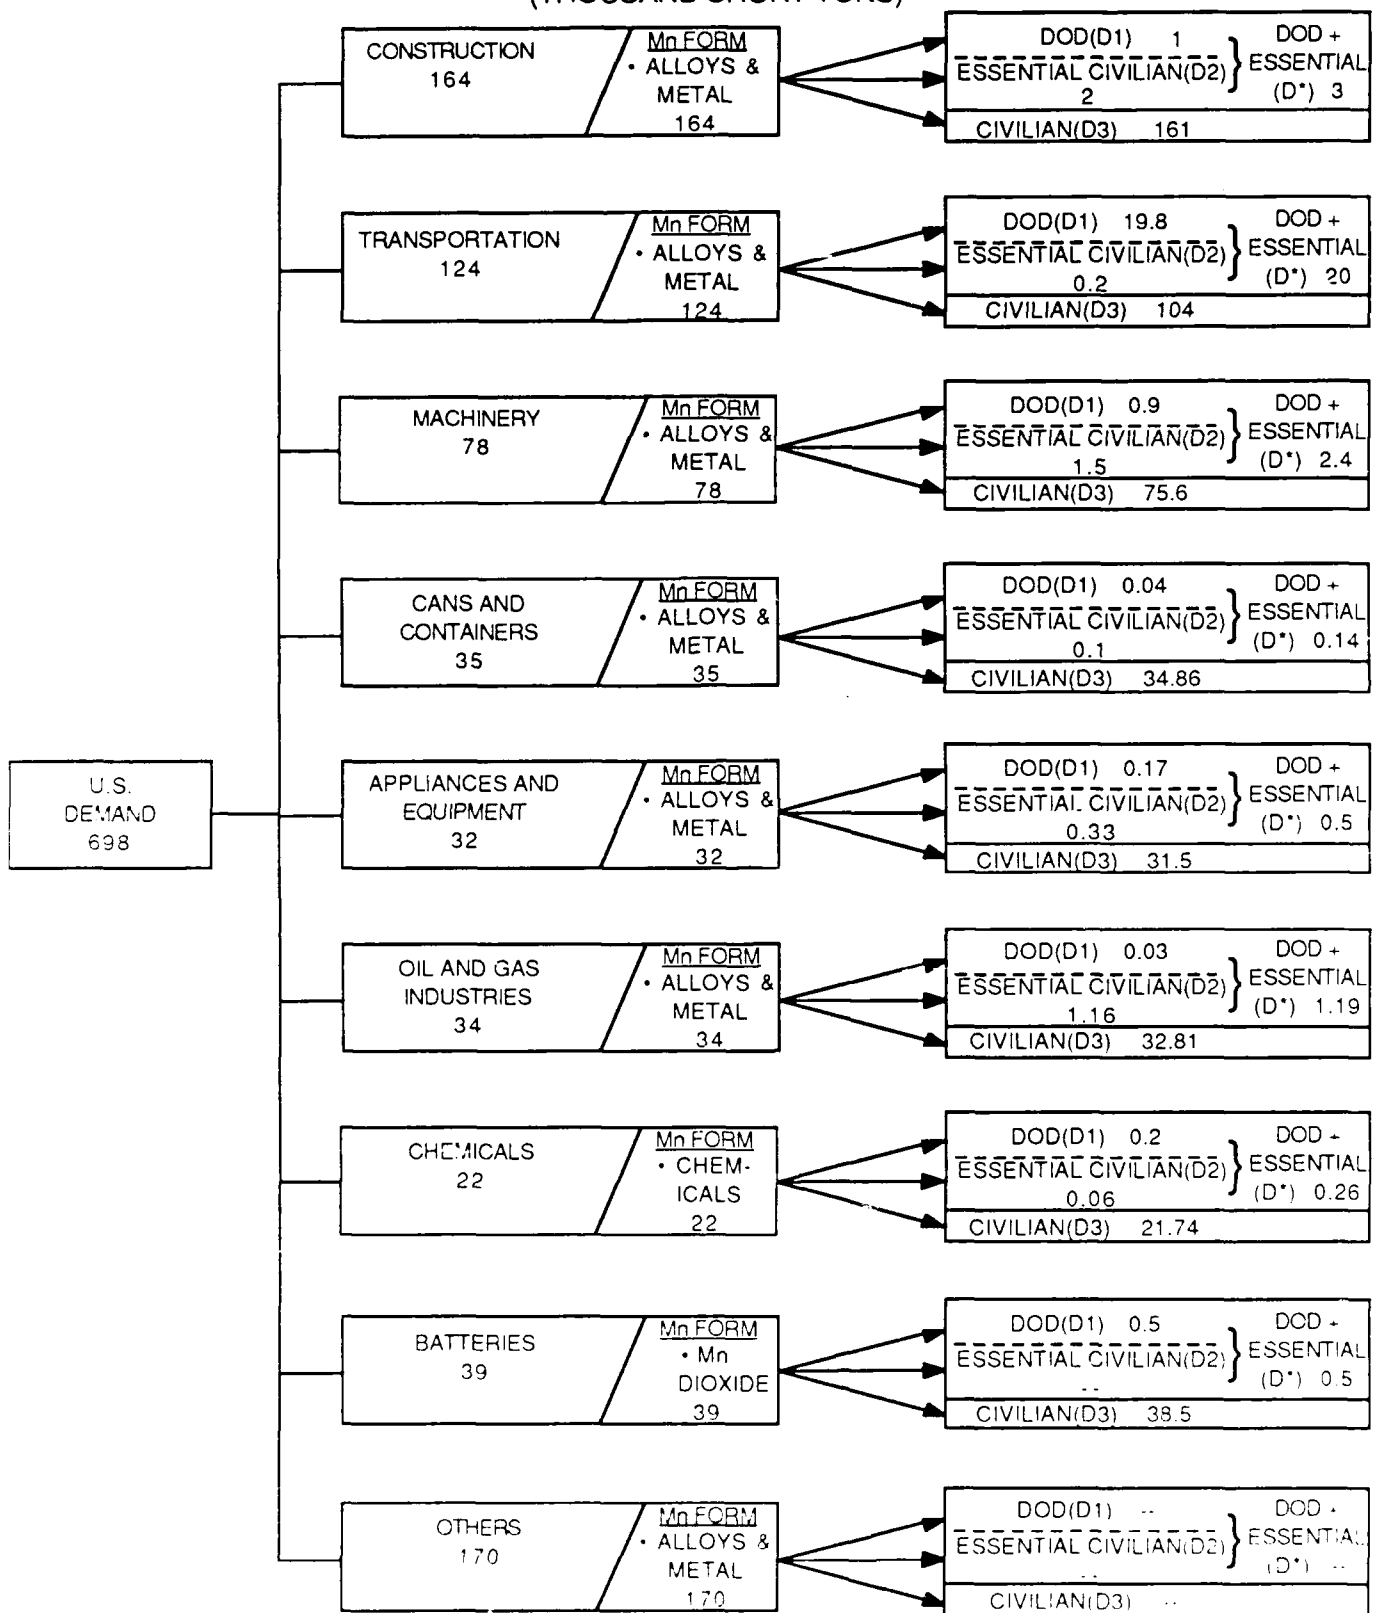 (THOUSAND SHORT TONS)
U.S.
DEMAND
698
CONSTRUCTION
164
Mn FORM
• ALLOYS &
METAL
164
DOD(D1) 1
ESSENTIAL CIVILIAN(D2)
2
DOD +
ESSENTIAL
(D*) 3
CIVILIAN(D3) 161
TRANSPORTATION
124
Mn FORM
• ALLOYS &
METAL
124
DOD(D1) 19.8
ESSENTIAL CIVILIAN(D2)
0.2
DOD +
ESSENTIAL
(D*) 20
CIVILIAN(D3) 104
MACHINERY
78
Mn FORM
• ALLOYS &
METAL
78
DOD(D1) 0.9
ESSENTIAL CIVILIAN(D2)
1.5
DOD +
ESSENTIAL
(D*) 2.4
CIVILIAN(D3) 75.6
CANS AND
CONTAINERS
35
Mn FORM
• ALLOYS &
METAL
35
DOD(D1) 0.04
ESSENTIAL CIVILIAN(D2)
0.1
DOD +
ESSENTIAL
(D*) 0.14
CIVILIAN(D3) 34.86
APPLIANCES AND
EQUIPMENT
32
Mn FORM
• ALLOYS &
METAL
32
DOD(D1) 0.17
ESSENTIAL CIVILIAN(D2)
0.33
DOD +
ESSENTIAL
(D*) 0.5
CIVILIAN(D3) 31.5
OIL AND GAS
INDUSTRIES
34
Mn FORM
• ALLOYS &
METAL
34
DOD(D1) 0.03
ESSENTIAL CIVILIAN(D2)
1.16
DOD +
ESSENTIAL
(D*) 1.19
CIVILIAN(D3) 32.81
CHEMICALS
22
Mn FORM
• CHEM-
ICALS
22
DOD(D1) 0.2
ESSENTIAL CIVILIAN(D2)
0.06
DOD +
ESSENTIAL
(D*) 0.26
CIVILIAN(D3) 21.74
BATTERIES
39
Mn FORM
• Mn
DIOXIDE
39
DOD(D1) 0.5
ESSENTIAL CIVILIAN(D2)
--
DOD +
ESSENTIAL
(D*) 0.5
CIVILIAN(D3) 38.5
OTHERS
170
Mn FORM
• ALLOYS &
METAL
170
DOD(D1) --
ESSENTIAL CIVILIAN(D2)
--
DOD +
ESSENTIAL
(D*) --
CIVILIAN(D3) --